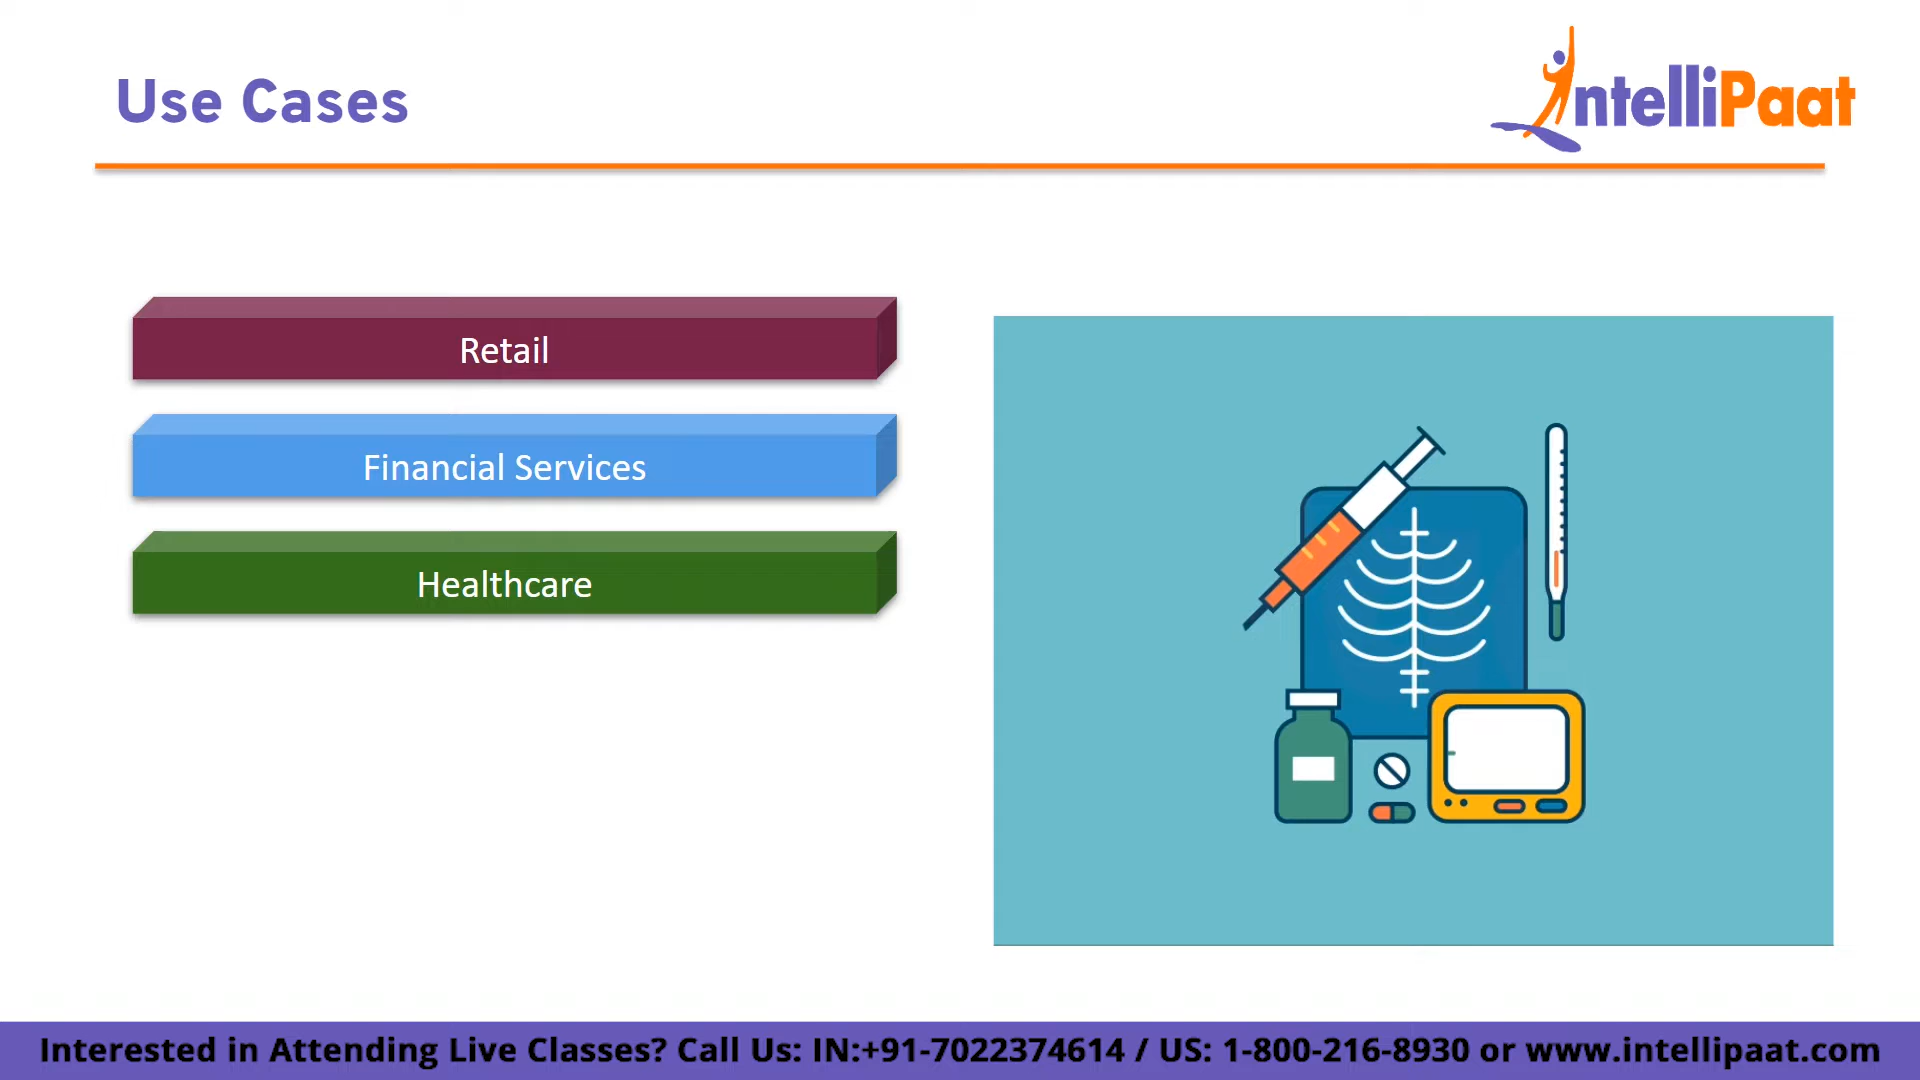 Use Cases
IntelliPaat
Retail
Financial Services
Healthcare
Interested in Attending Live Classes? Call Us: IN:+91-7022374614 / US: 1-800-216-8930 or www.intellipaat.com